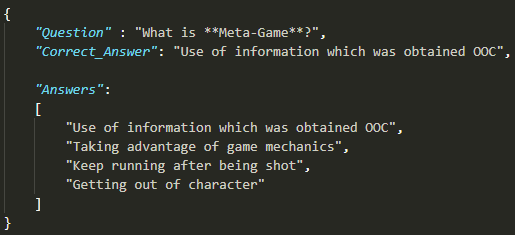 {
"Question" : "What is **Meta-Game**?",
"Correct_Answer": "Use of information which was obtained OOC",
"Answers":
[
"Use of information which was obtained OOC",
"Taking advantage of game mechanics",
"Keep running after being shot",
"Getting out of character"
]
}